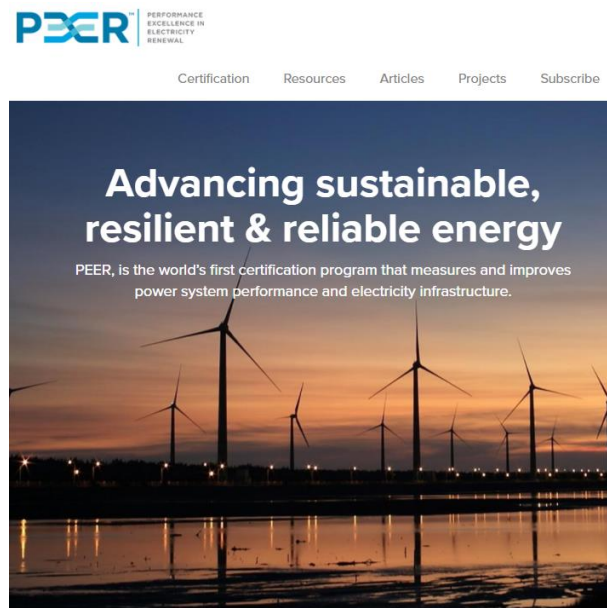 PEER™
PERFORMANCE
EXCELLENCE IN
ELECTRICITY
RENEWAL
Certification Resources Articles Projects Subscribe
Advancing sustainable,
resilient & reliable energy
PEER, is the world's first certification program that measures and improves
power system performance and electricity infrastructure.